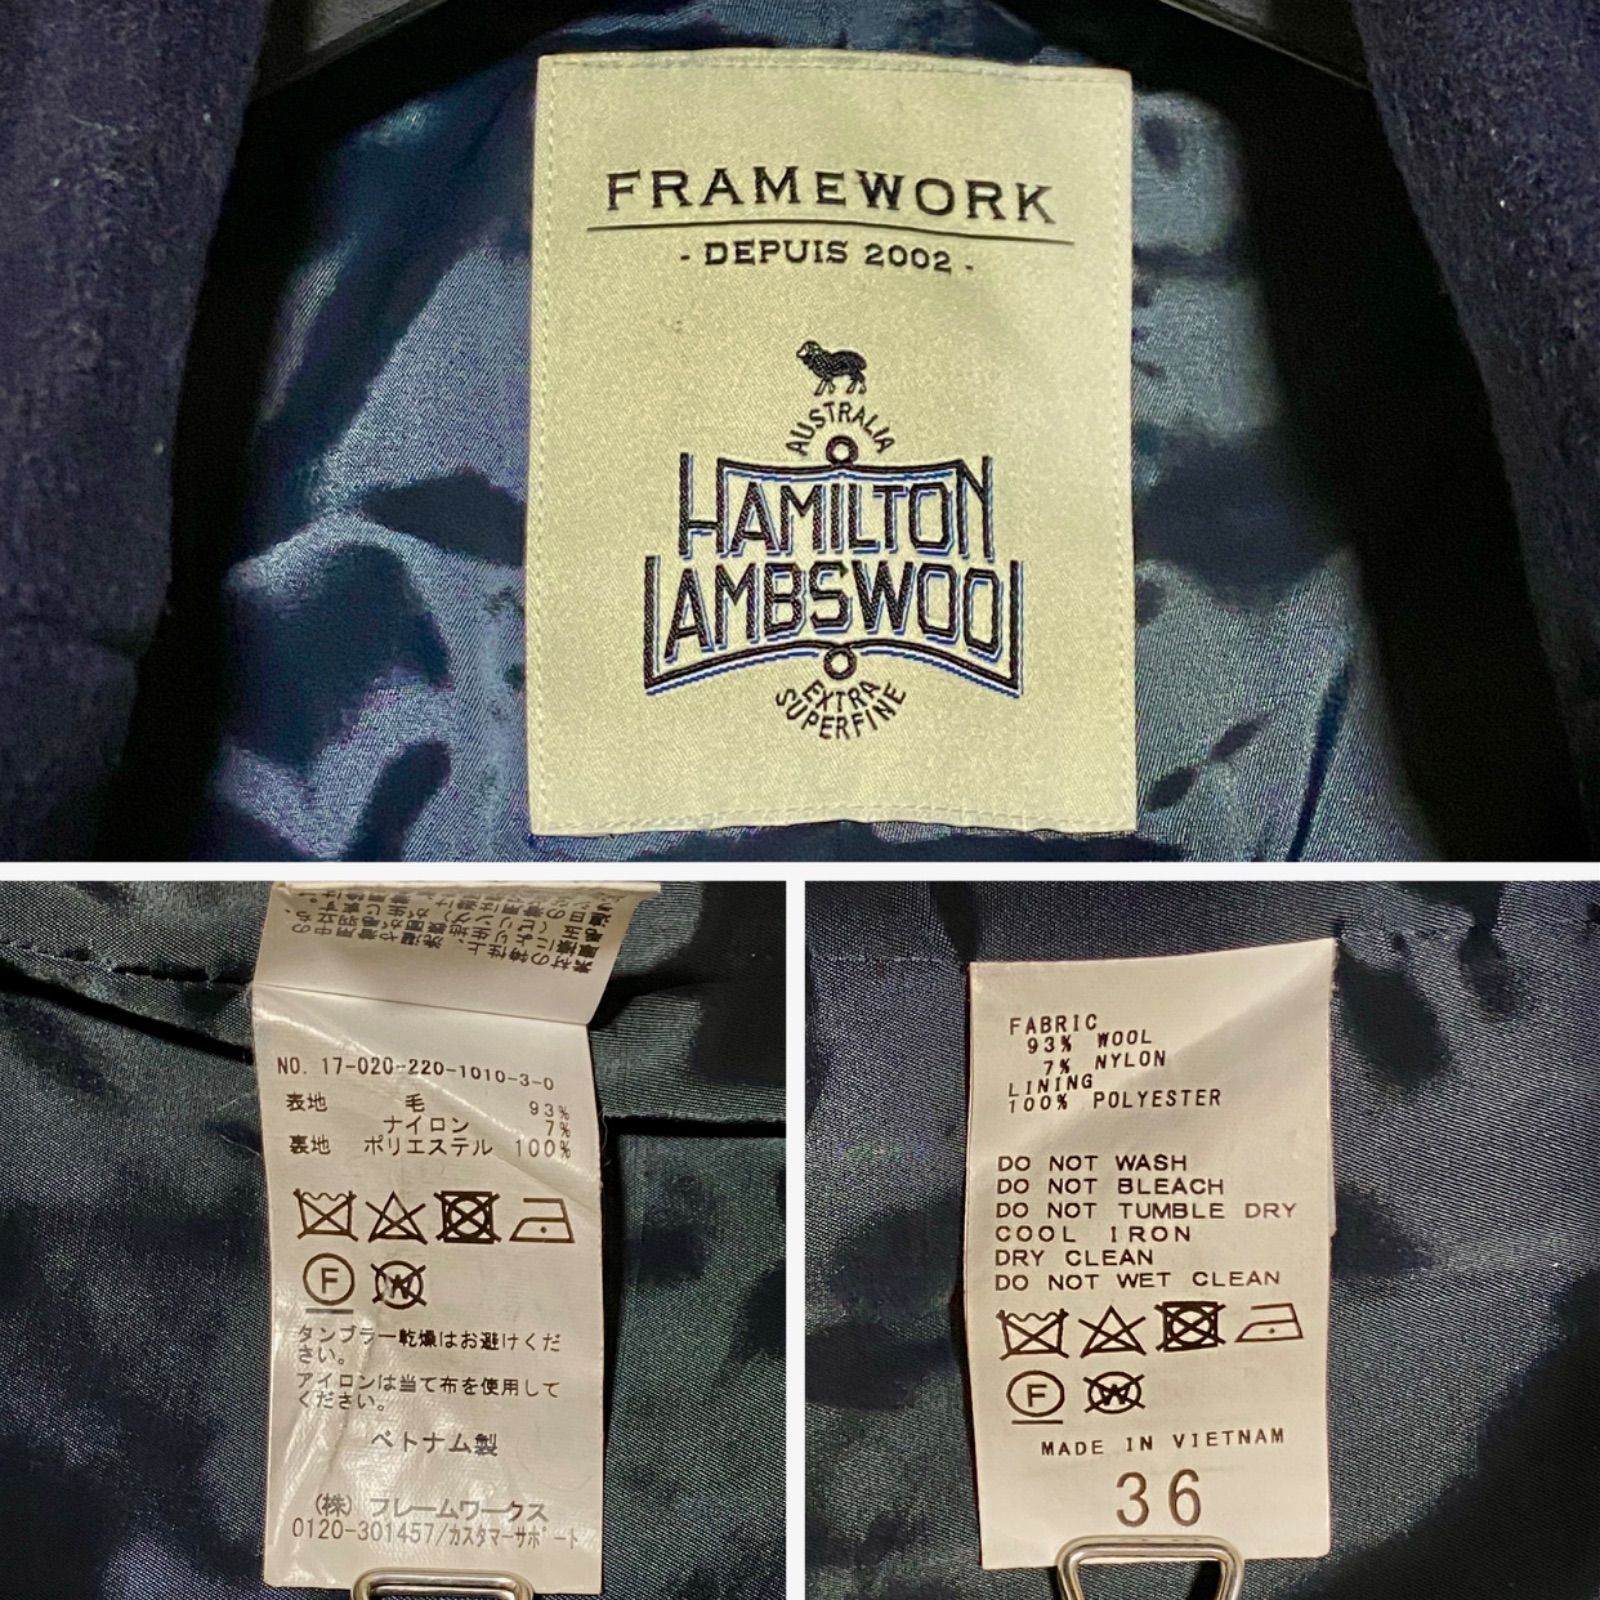 FRAMEWORK
- DEPUIS 2002 -
AUSTRALIA
HAMILTON
LAMBSWOOL
EXTRA
SUPERFINE
NO. 17-020-220-1010-3-0
表地 毛 93%
ナイロン 7%
裏地 ポリエステル 100%
F W
タンブラー乾燥はお避けくだ
さい。
アイロンは当て布を使用して
ください。
ベトナム製
(株) フレームワークス
0120-301457/カスタマーサポート
FABRIC
93% WOOL
7% NYLON
LINING
100% POLYESTER
DO NOT WASH
DO NOT BLEACH
DO NOT TUMBLE DRY
COOL IRON
DRY CLEAN
DO NOT WET CLEAN
F W
MADE IN VIETNAM
36